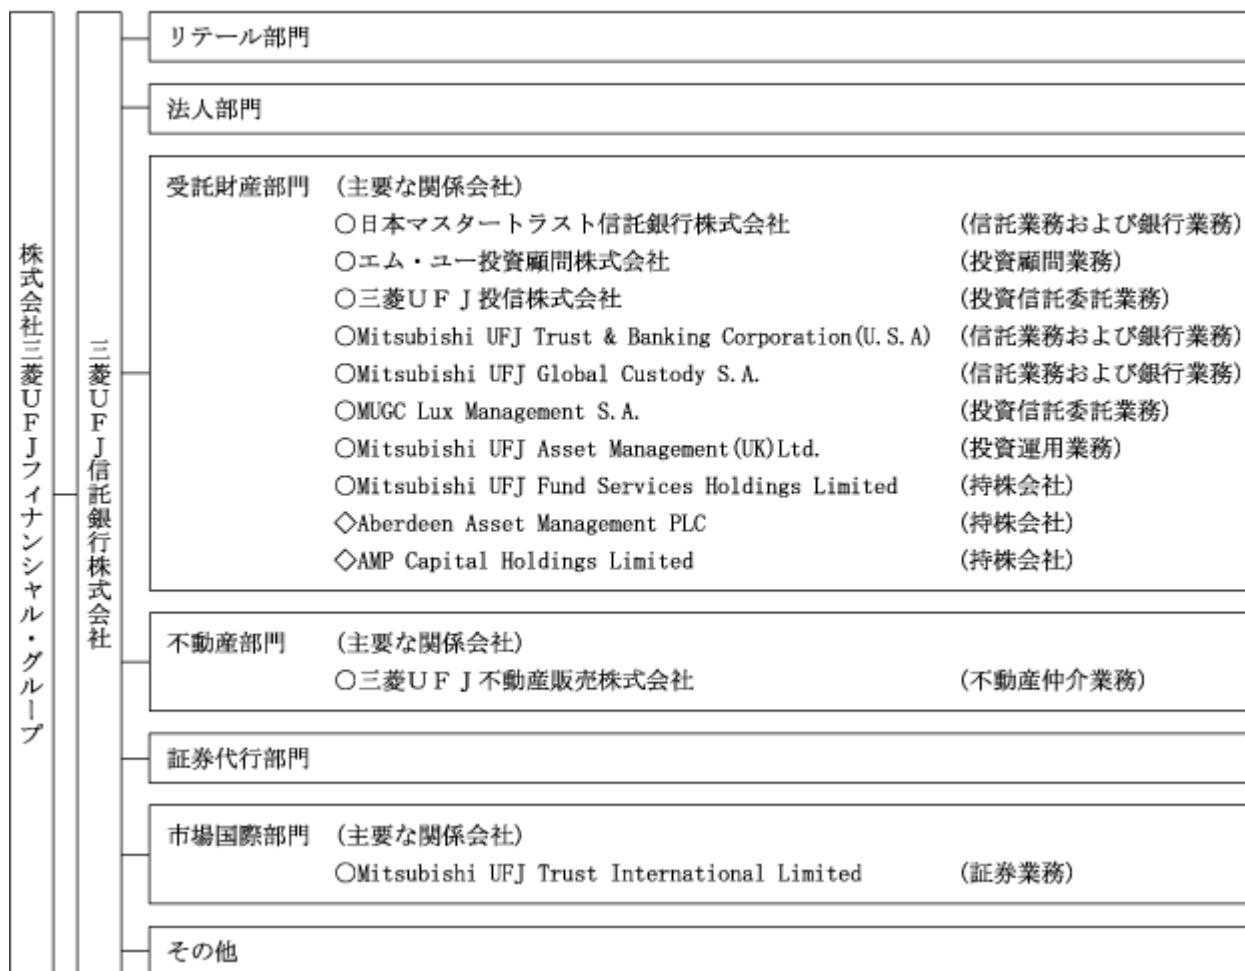 株式会社三菱UFJフィナンシャル・グループ
三菱UFJ信託銀行株式会社
リテール部門
法人部門
受託財産部門 (主要な関係会社)
○日本マスタートラスト信託銀行株式会社 (信託業務および銀行業務)
○エム・ユー投資顧問株式会社 (投資顧問業務)
○三菱UFJ投信株式会社 (投資信託委託業務)
○Mitsubishi UFJ Trust & Banking Corporation(U.S.A) (信託業務および銀行業務)
○Mitsubishi UFJ Global Custody S.A. (信託業務および銀行業務)
○MUGC Lux Management S.A. (投資信託委託業務)
○Mitsubishi UFJ Asset Management(UK)Ltd. (投資運用業務)
○Mitsubishi UFJ Fund Services Holdings Limited (持株会社)
◇Aberdeen Asset Management PLC (持株会社)
◇AMP Capital Holdings Limited (持株会社)
不動産部門 (主要な関係会社)
○三菱UFJ不動産販売株式会社 (不動産仲介業務)
証券代行部門
市場国際部門 (主要な関係会社)
○Mitsubishi UFJ Trust International Limited (証券業務)
その他